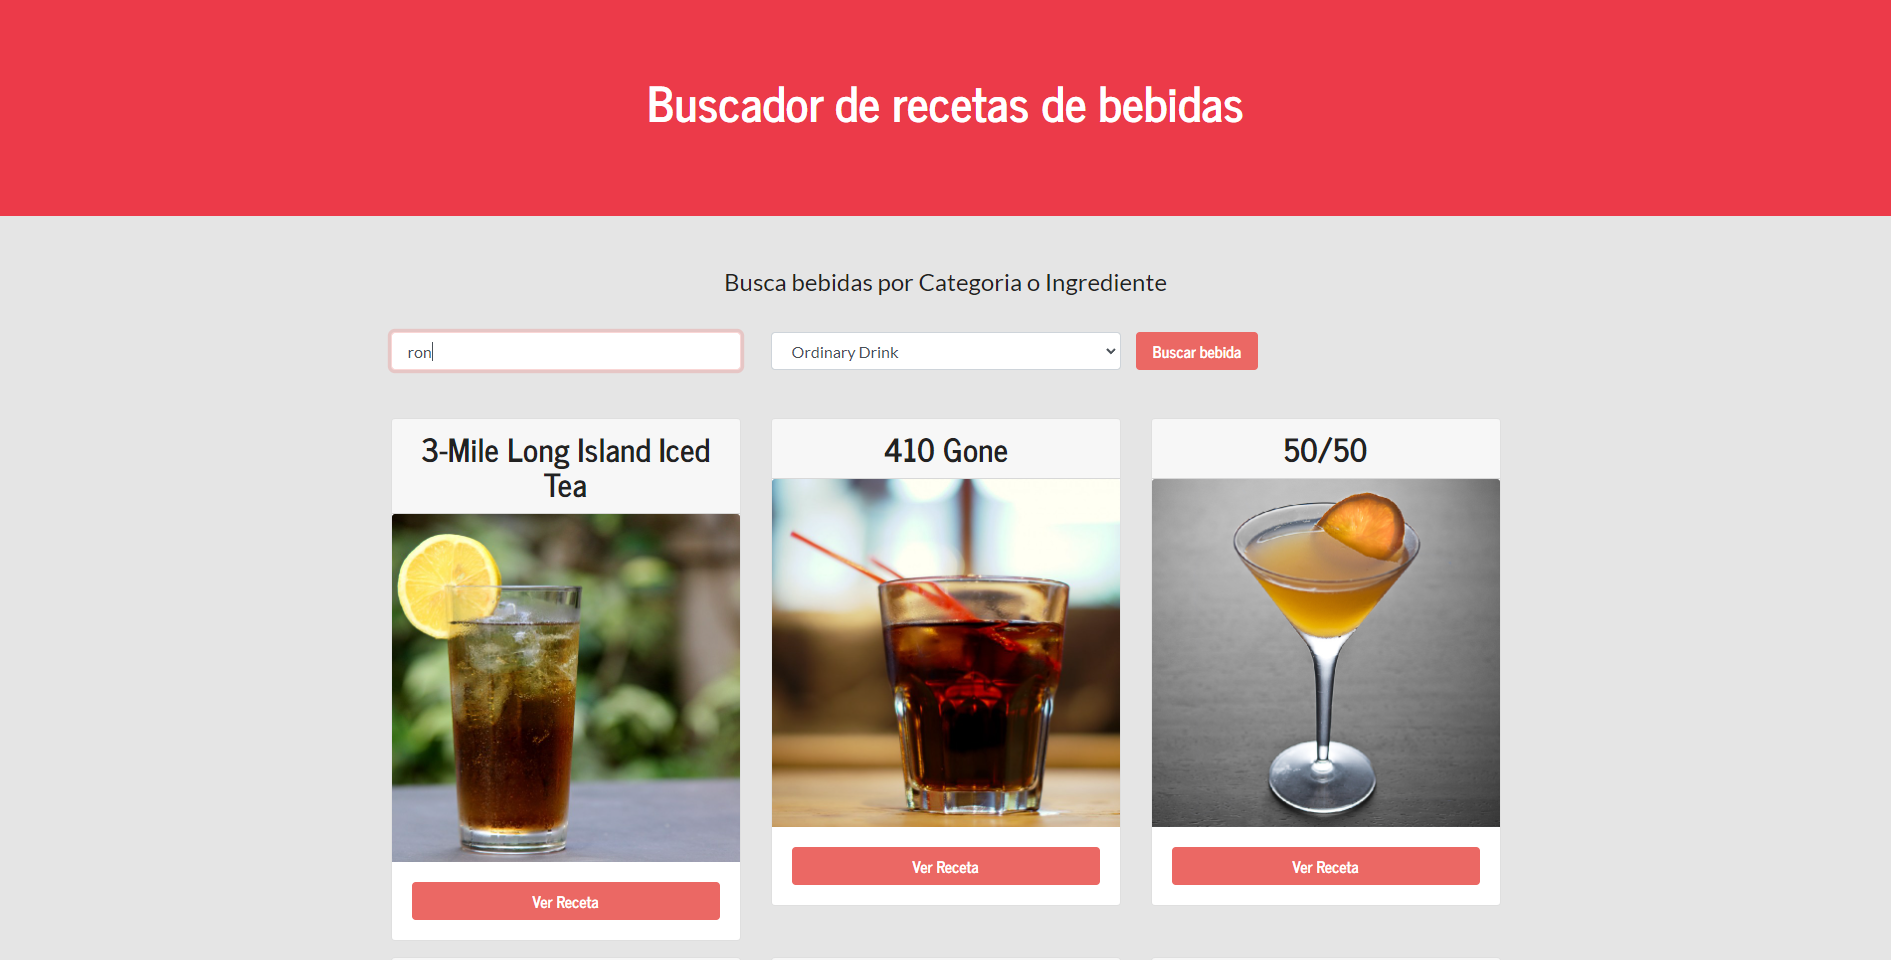 Buscador de recetas de bebidas
Busca bebidas por Categoria o Ingrediente
ron
Ordinary Drink
Buscar bebida
3-Mile Long Island Iced
Tea
410 Gone
50/50
Ver Receta
Ver Receta
Ver Receta